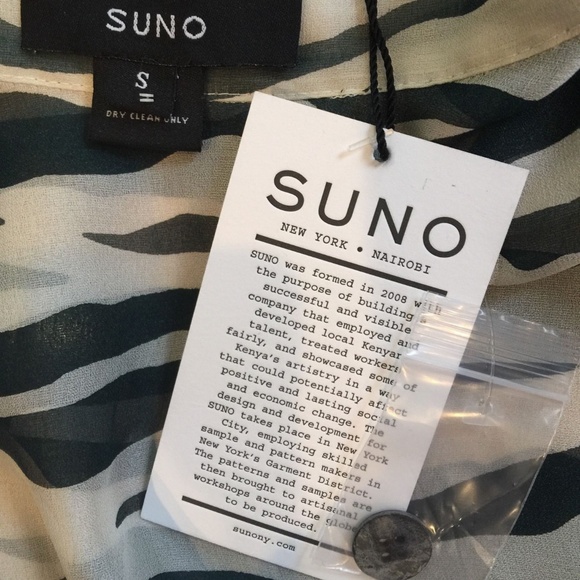 SUNO
S
DRY CLEAN ONLY
SUNO
NEW YORK • NAIROBI
SUNO was formed in 2008 with
the purpose of building a
successful and visible
company that employed and
developed local Kenyan
talent, treated workers
fairly, and showcased some of
Kenya's artistry in a way
that could potentially affect
positive and lasting social
and economic change. The
design and development for
SUNO takes place in New York
City, employing skilled
sample and pattern makers in
New York's Garment District.
The patterns and samples are
then brought to artisanal
workshops around the globe
to be produced.
sunony.com